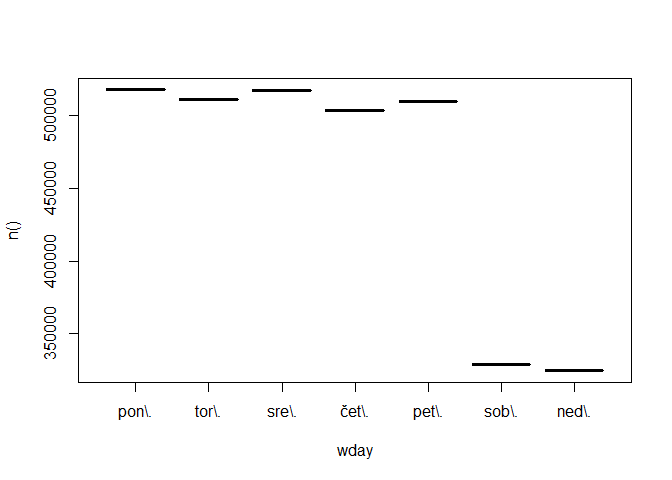 n()
500000
450000
400000
350000
pon\. tor\. sre\. čet\. pet\. sob\. ned\.
wday